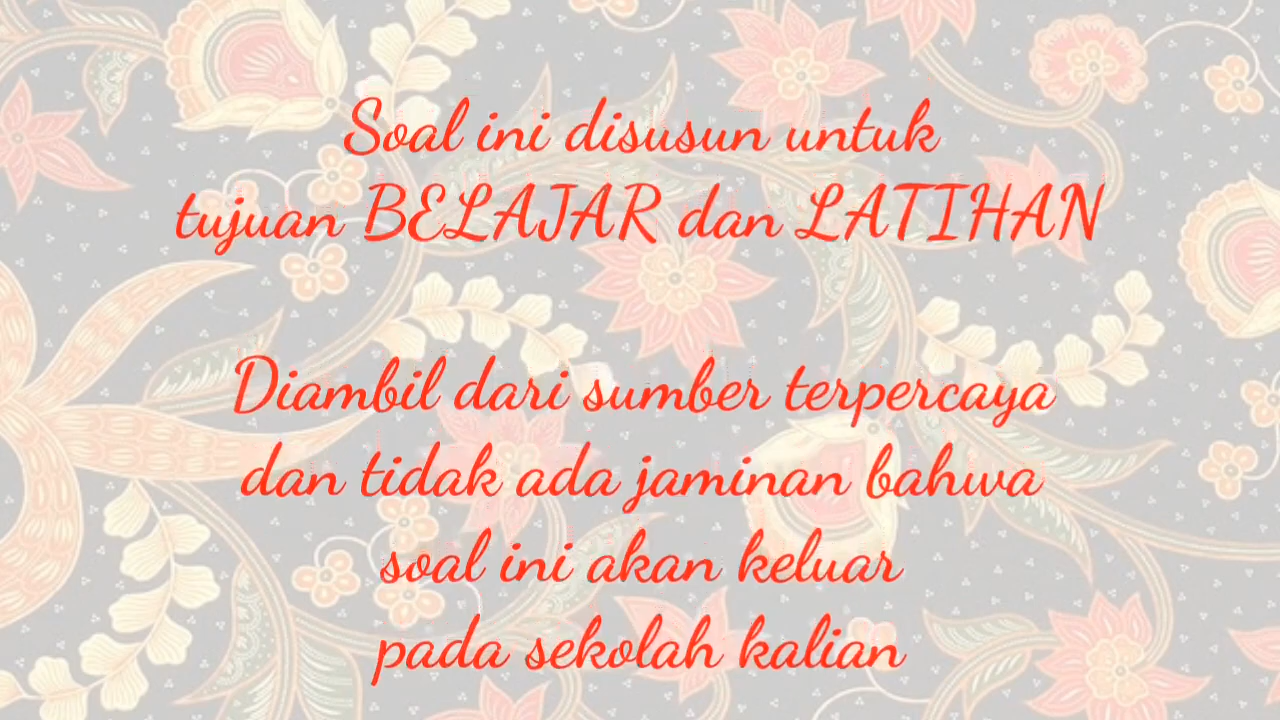 Soal ini disusun untuk
tujuan BELAJAR dan LATIHAN
Diambil dari sumber terpercaya
dan tidak ada jaminan bahwa
soal ini akan keluar
pada sekolah kalian